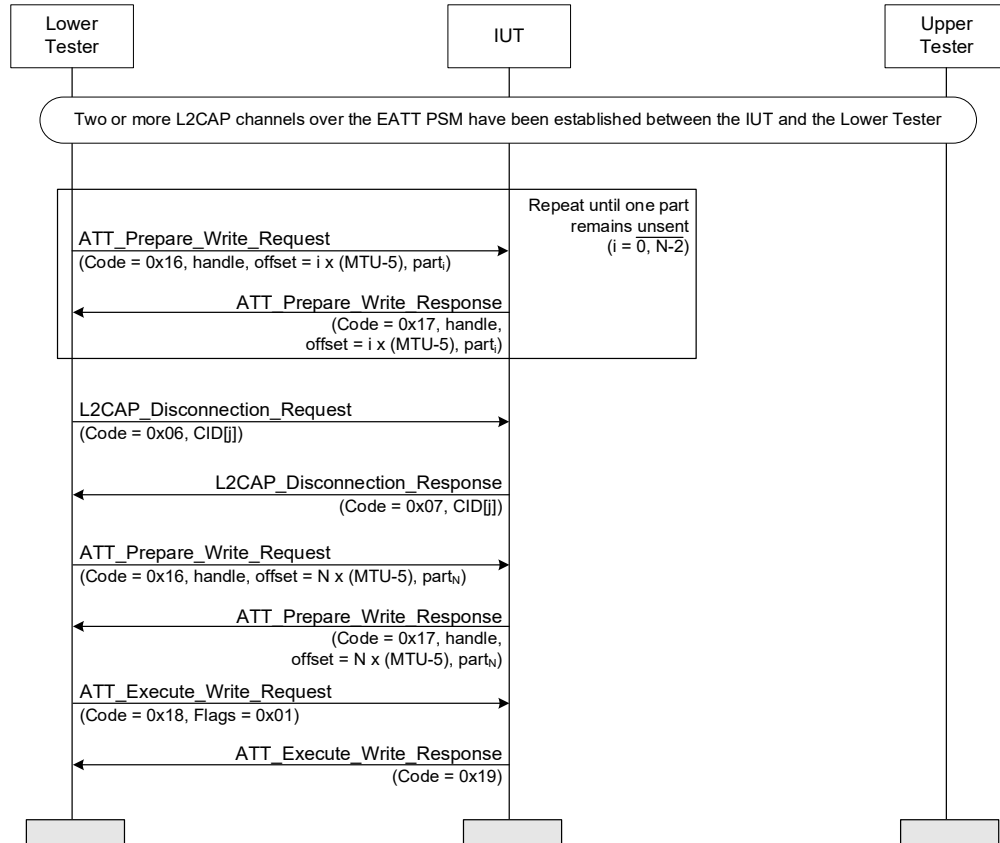 Lower
Tester
IUT
Upper
Tester
Two or more L2CAP channels over the EATT PSM have been established between the IUT and the Lower Tester
Repeat until one part
remains unsent
(i = 0, N-2)
ATT_Prepare_Write_Request
(Code = 0x16, handle, offset = i x (MTU-5), partᵢ)
ATT_Prepare_Write_Response
(Code = 0x17, handle,
offset = i x (MTU-5), partᵢ)
L2CAP_Disconnection_Request
(Code = 0x06, CID[j])
L2CAP_Disconnection_Response
(Code = 0x07, CID[j])
ATT_Prepare_Write_Request
(Code = 0x16, handle, offset = N x (MTU-5), partN)
ATT_Prepare_Write_Response
(Code = 0x17, handle,
offset = N x (MTU-5), partN)
ATT_Execute_Write_Request
(Code = 0x18, Flags = 0x01)
ATT_Execute_Write_Response
(Code = 0x19)